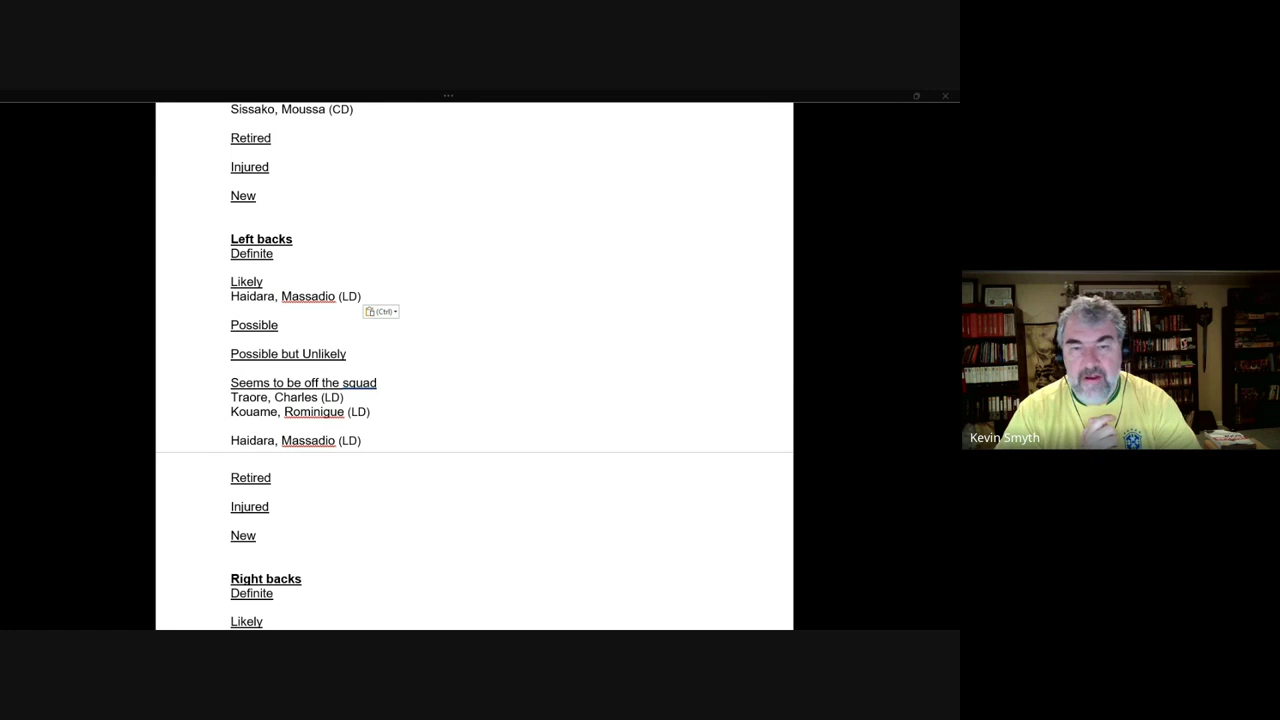 Sissako, Moussa (CD)
Retired
Injured
New
Left backs
Definite
Likely
Haidara, Massadio (LD)
(Ctrl)
Possible
Possible but Unlikely
Seems to be off the squad
Traore, Charles (LD)
Kouame, Rominigue (LD)
Haidara, Massadio (LD)
Retired
Injured
New
Right backs
Definite
Likely
Kevin Smyth